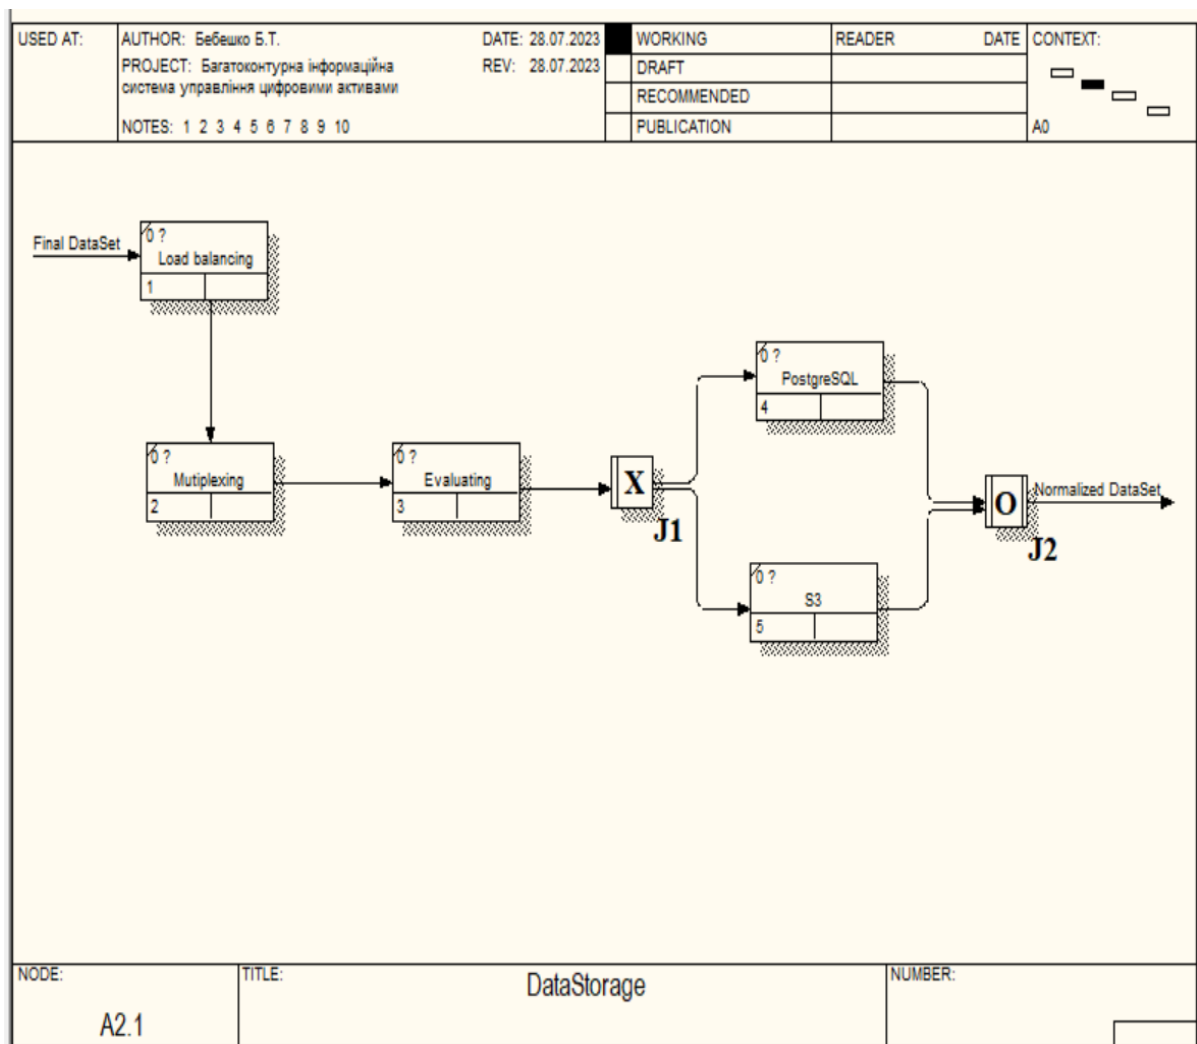 USED AT:
AUTHOR: Бебешко Б.Т.
DATE: 28.07.2023
PROJECT: Багатоконтурна інформаційна
система управління цифровими активами
REV: 28.07.2023
NOTES: 1 2 3 4 5 6 7 8 9 10
WORKING
DRAFT
RECOMMENDED
PUBLICATION
READER
DATE
CONTEXT:
A0
Final DataSet
0 ?
Load balancing
1
0 ?
Mutiplexing
2
0 ?
Evaluating
3
X
J1
0 ?
PostgreSQL
4
0 ?
S3
5
O
J2
Normalized DataSet
NODE:
A2.1
TITLE:
DataStorage
NUMBER: